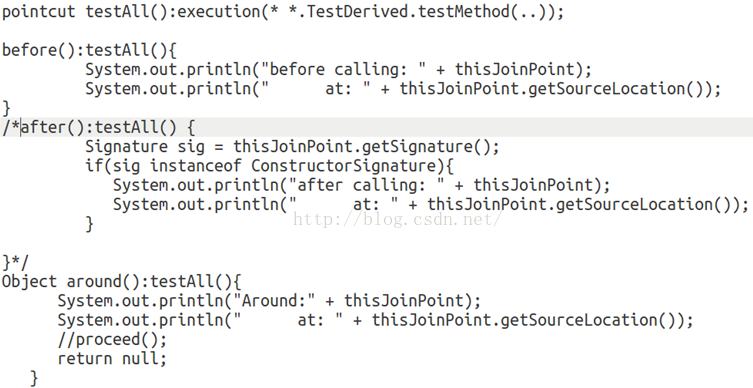 pointcut testAll():execution(* *.TestDerived.testMethod(..));
before():testAll(){
System.out.println("before calling: " + thisJoinPoint);
System.out.println("     at: " + thisJoinPoint.getSourceLocation());
}
/*after():testAll() {
Signature sig = thisJoinPoint.getSignature();
if(sig instanceof ConstructorSignature){
System.out.println("after calling: " + thisJoinPoint);
System.out.println("     at: " + thisJoinPoint.getSourceLocation());
http://blog.csdn.net/
}
}*/
Object around():testAll(){
System.out.println("Around:" + thisJoinPoint);
System.out.println("     at: " + thisJoinPoint.getSourceLocation());
//proceed();
return null;
}